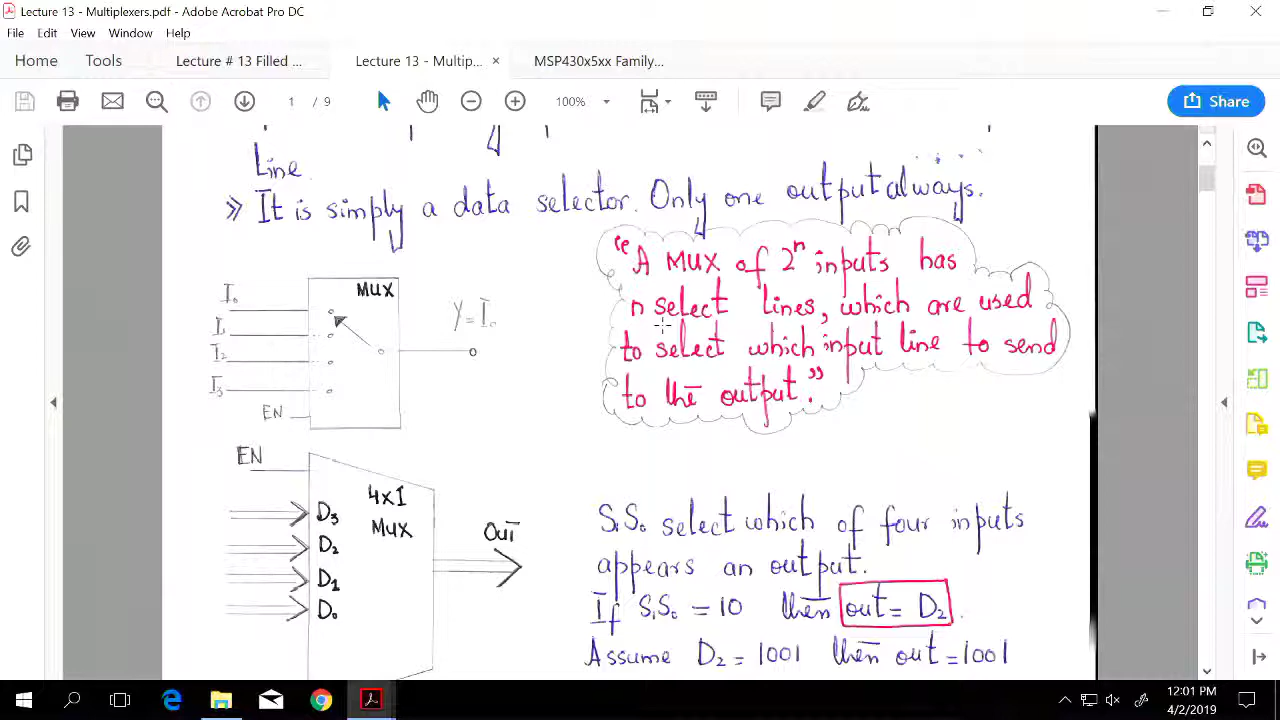 Lecture 13 - Multiplexers.pdf - Adobe Acrobat Pro DC
File Edit View Window Help
Home Tools Lecture # 13 Filled ... Lecture 13 - Multip... × MSP430x5xx Family...
1 / 9 100% Share
Line.
» It is simply a data selector. Only one output always.
MUX
I0
I1
I2
I3
EN
Y = I0
"A MUX of 2^n inputs has
n select lines, which are used
to select which input line to send
to the output."
EN
4x1
MUX
D3
D2
D1
D0
Out
S1S0 select which of four inputs
appears an output.
If S1S0 = 10 then out = D2.
Assume D2 = 1001 then out = 1001
12:01 PM
4/2/2019